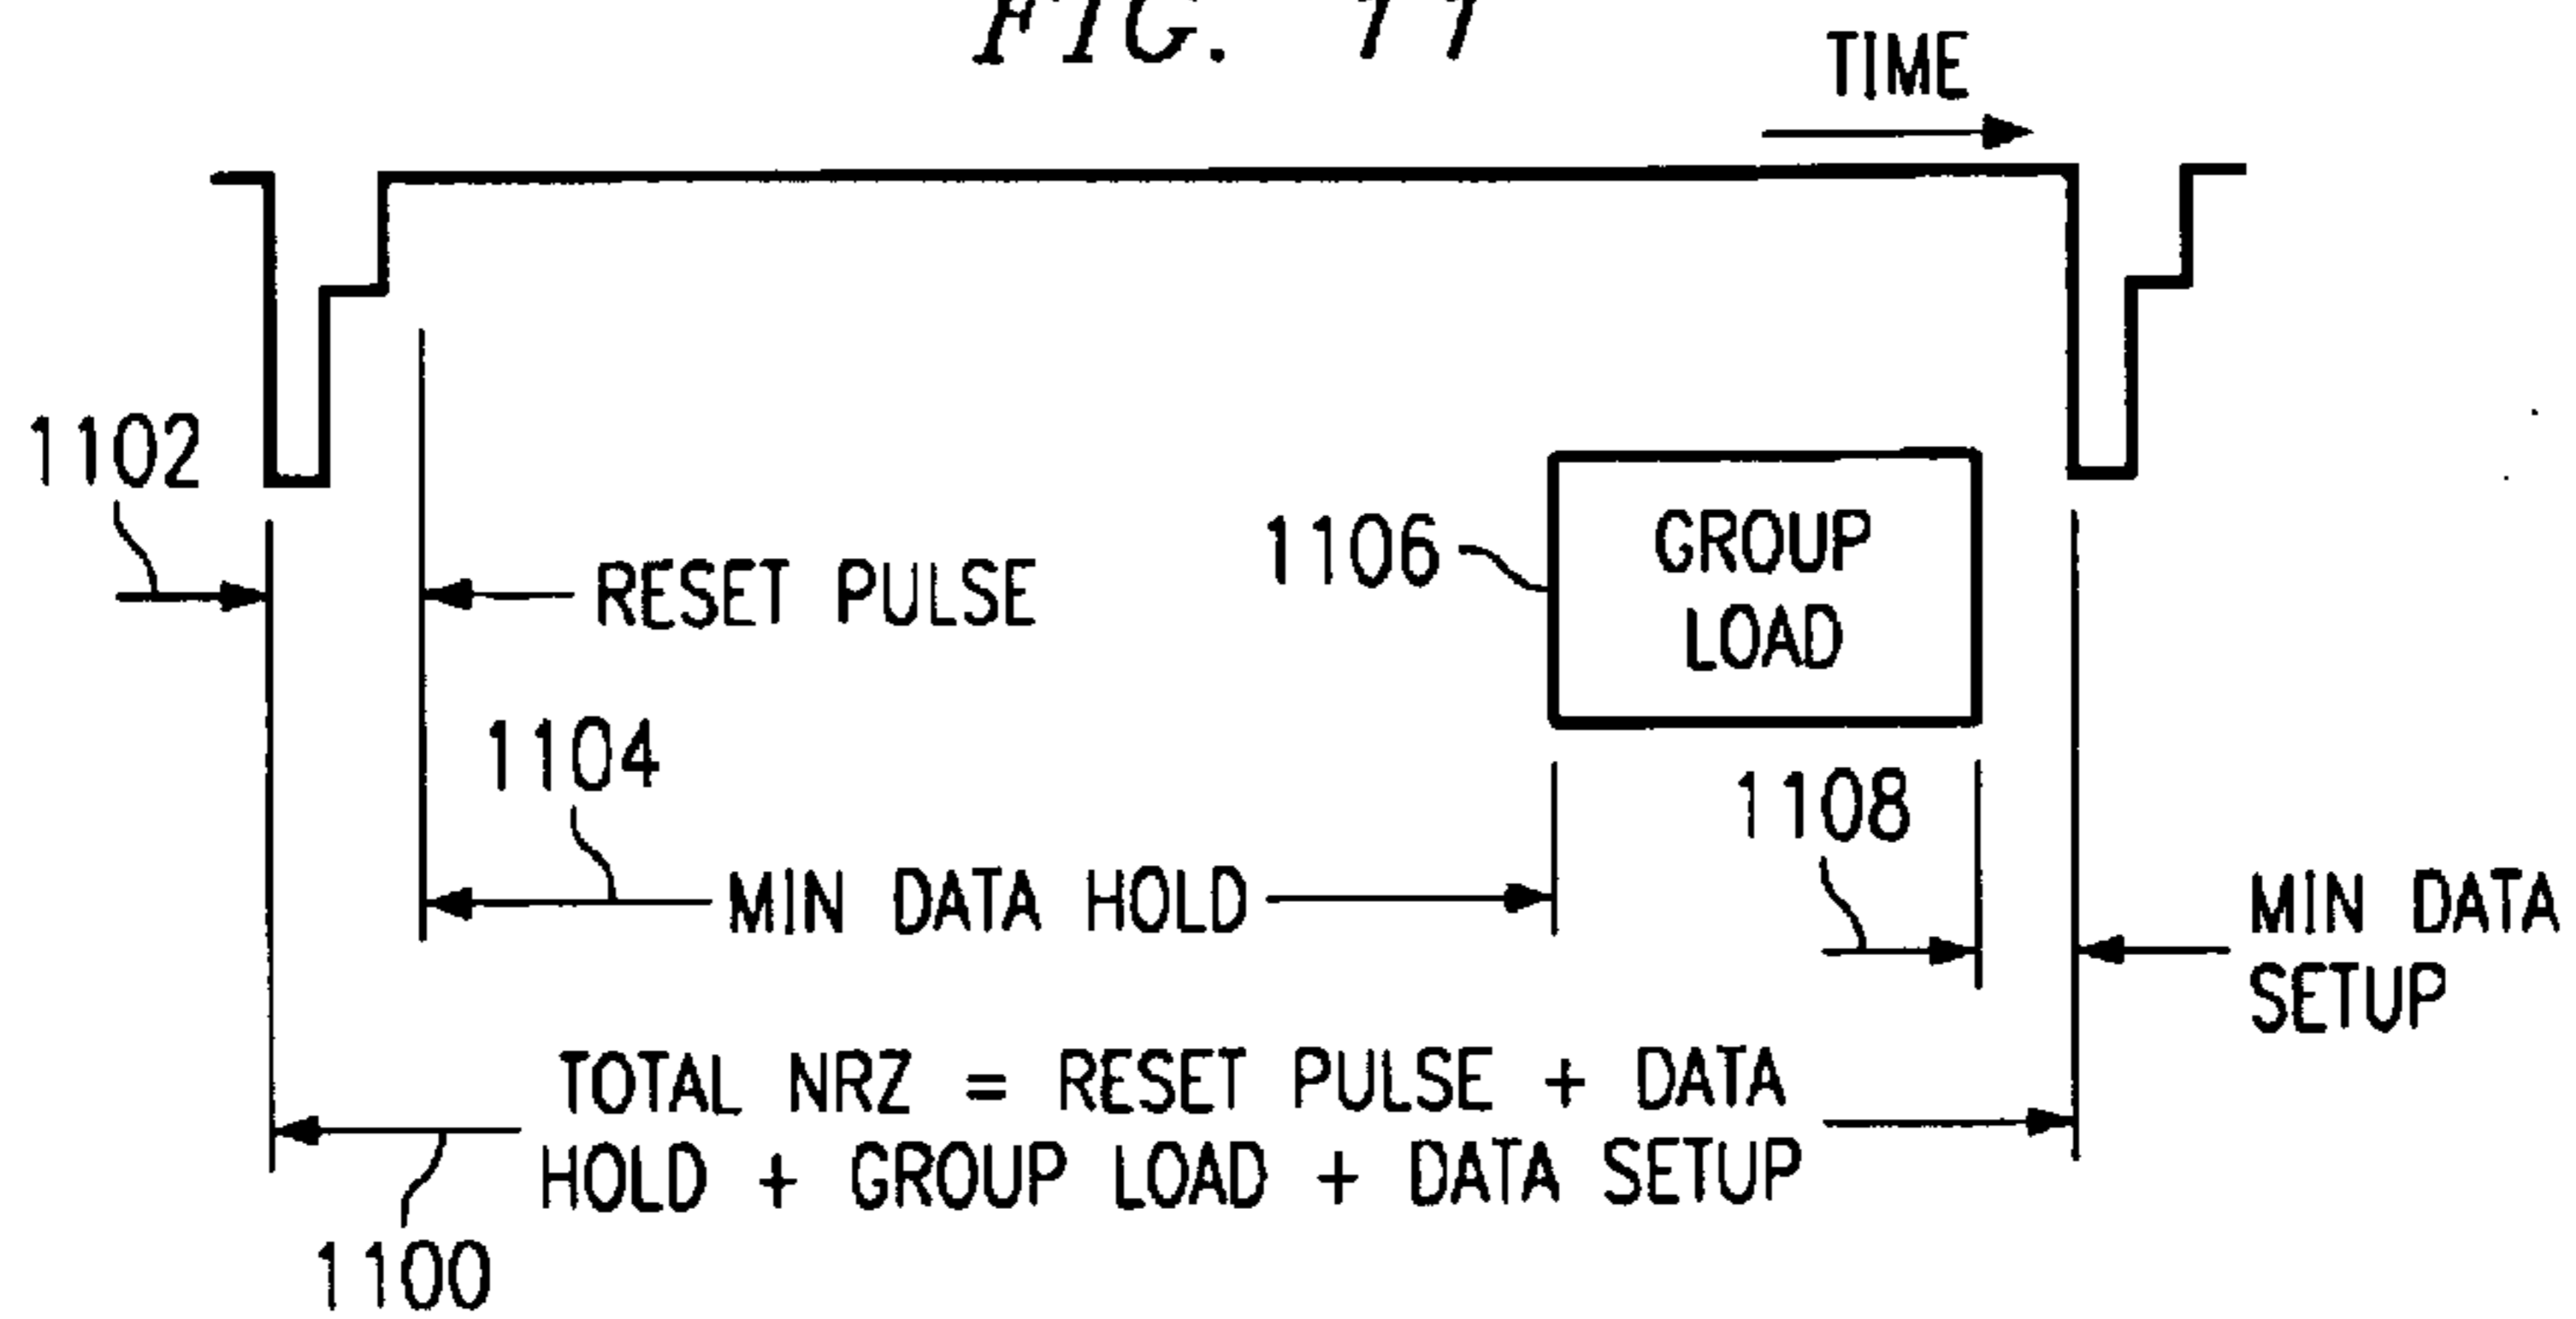 FIG. 11
TIME
1102
RESET PULSE
1106
GROUP
LOAD
1104
MIN DATA HOLD
1108
MIN DATA
SETUP
TOTAL NRZ = RESET PULSE + DATA
HOLD + GROUP LOAD + DATA SETUP
1100